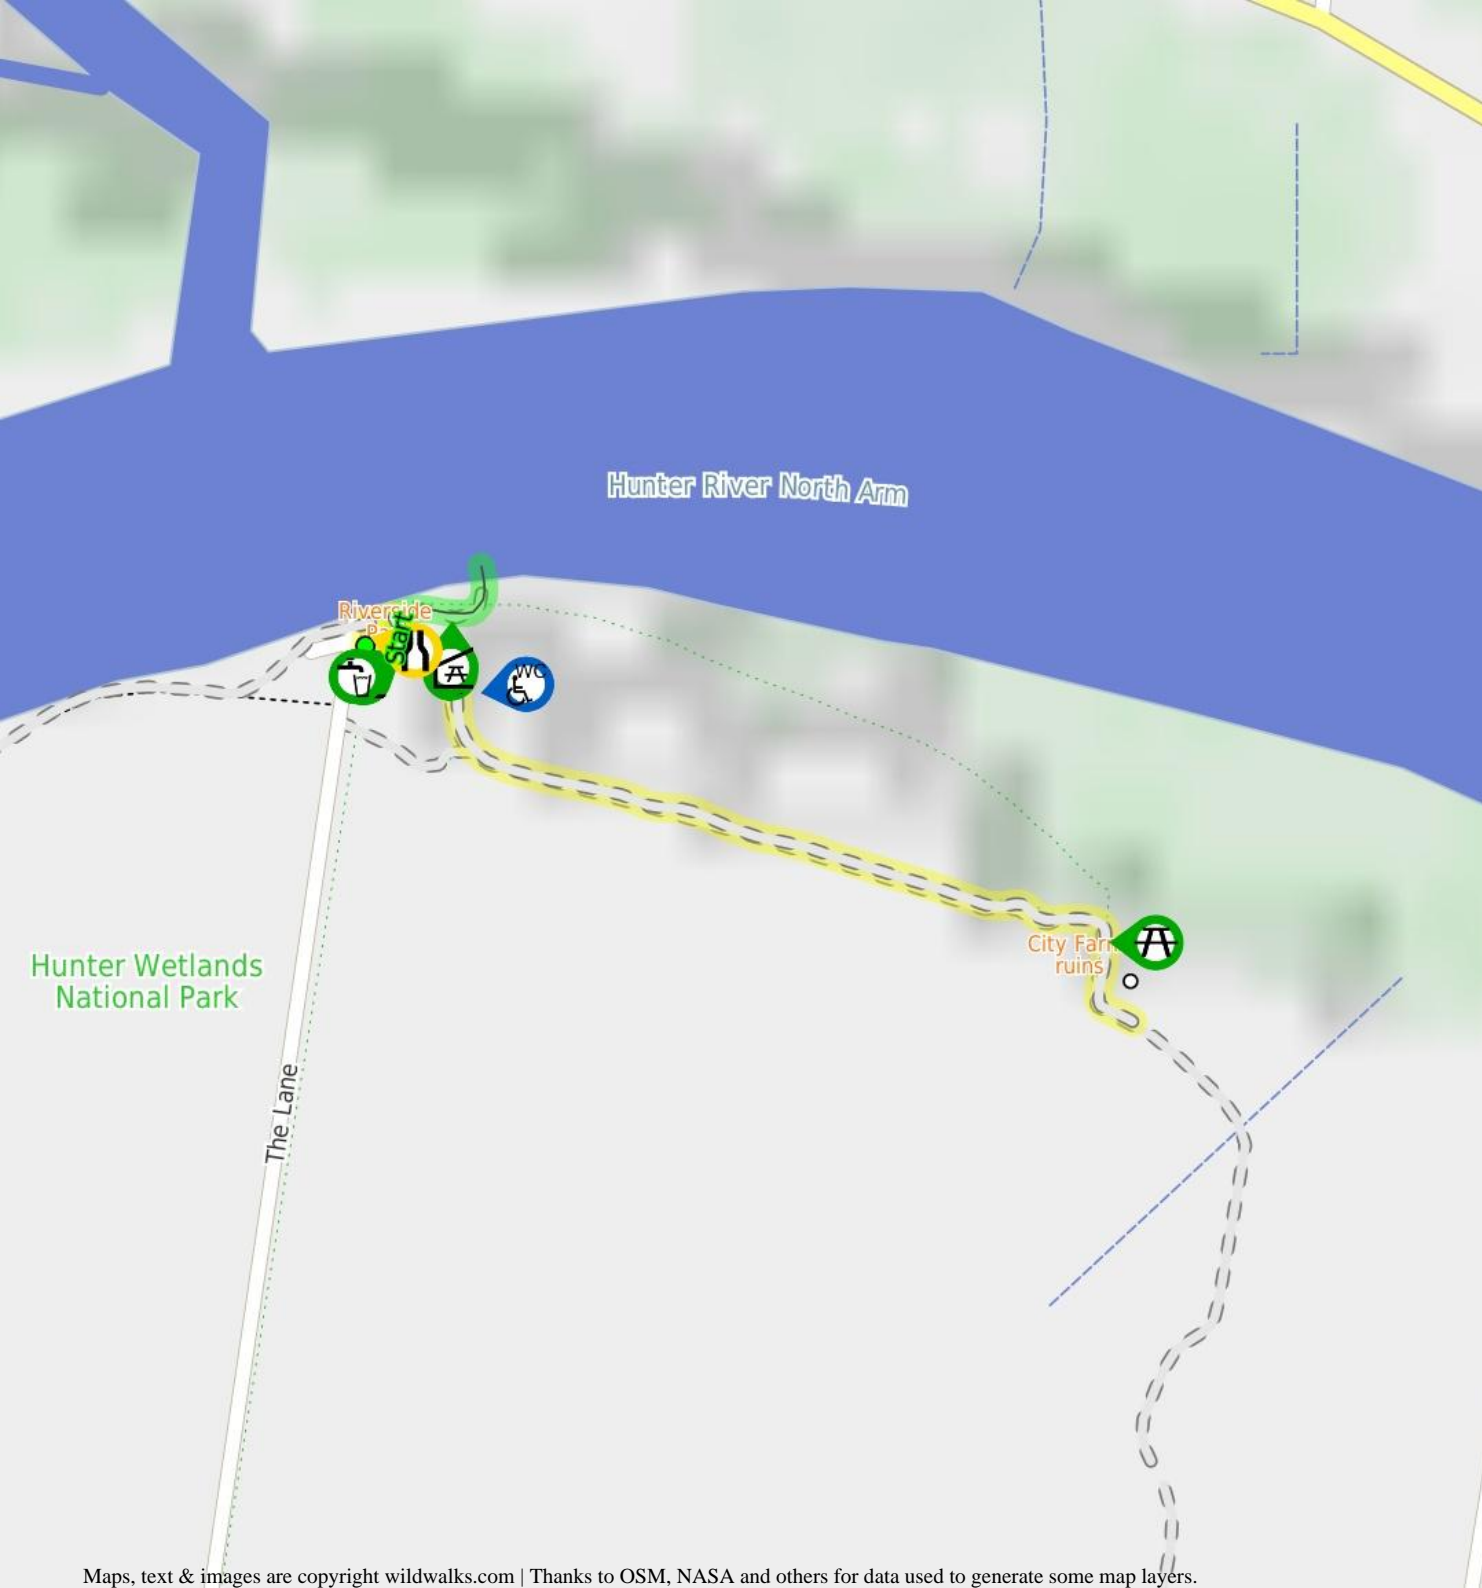 Hunter River North Arm
Riverside
Start
WC
City Farm
ruins
Hunter Wetlands
National Park
The Lane
Maps, text & images are copyright wildwalks.com | Thanks to OSM, NASA and others for data used to generate some map layers.